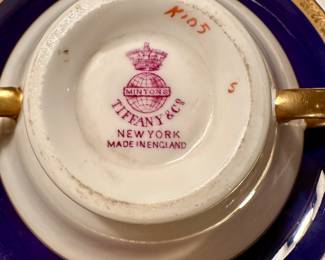 K105
S
MINTONS
TIFFANY & Co
NEW YORK
MADE IN ENGLAND